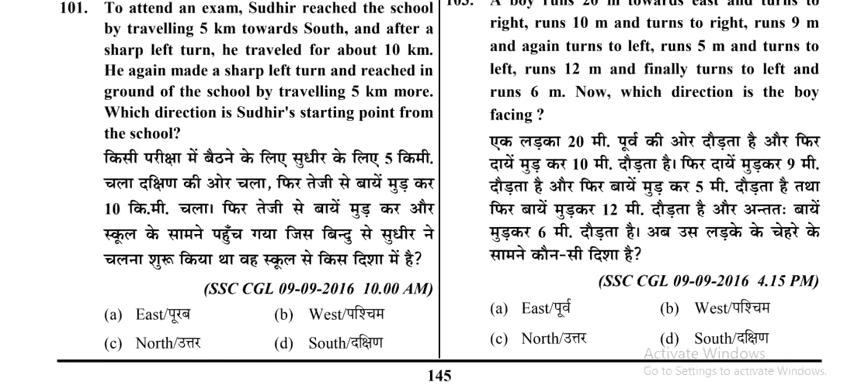 101. To attend an exam, Sudhir reached the school
by travelling 5 km towards South, and after a
sharp left turn, he traveled for about 10 km.
He again made a sharp left turn and reached in
ground of the school by travelling 5 km more.
Which direction is Sudhir's starting point from
the school?
किसी परीक्षा में बैठने के लिए सुधीर के लिए 5 किमी.
चला दक्षिण की ओर चला, फिर तेजी से बायें मुड़ कर
10 कि.मी. चला। फिर तेजी से बायें मुड़ कर और
स्कूल के सामने पहुँच गया जिस बिन्दु से सुधीर ने
चलना शुरू किया था वह स्कूल से किस दिशा में है?
(SSC CGL 09-09-2016 10.00 AM)
(a) East/पूरब (b) West/पश्चिम
(c) North/उत्तर (d) South/दक्षिण
103. A boy runs 20 m towards east and turns to
right, runs 10 m and turns to right, runs 9 m
and again turns to left, runs 5 m and turns to
left, runs 12 m and finally turns to left and
runs 6 m. Now, which direction is the boy
facing ?
एक लड़का 20 मी. पूर्व की ओर दौड़ता है और फिर
दायें मुड़ कर 10 मी. दौड़ता है। फिर दायें मुड़कर 9 मी.
दौड़ता है और फिर बायें मुड़ कर 5 मी. दौड़ता है तथा
फिर बायें मुड़कर 12 मी. दौड़ता है और अन्ततः बायें
मुड़कर 6 मी. दौड़ता है। अब उस लड़के के चेहरे के
सामने कौन-सी दिशा है?
(SSC CGL 09-09-2016 4.15 PM)
(a) East/पूर्व (b) West/पश्चिम
(c) North/उत्तर (d) South/दक्षिण
Activate Windows
Go to Settings to activate Windows.
145